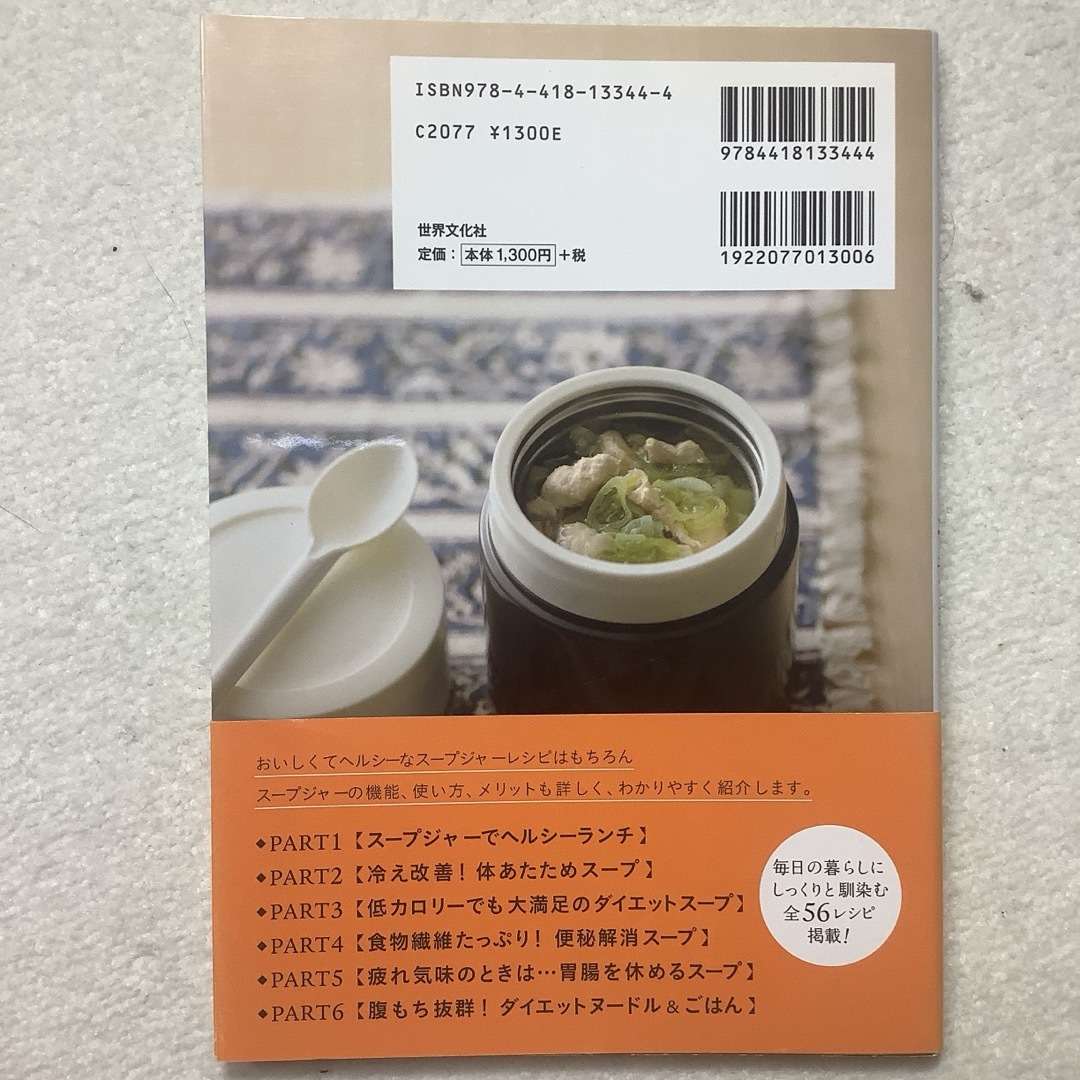 ISBN978-4-418-13344-4
C2077 ¥1300E
9784418133444
世界文化社
定価：本体1,300円+税
1922077013006
おいしくてヘルシーなスープジャーレシピはもちろん
スープジャーの機能、使い方、メリットも詳しく、わかりやすく紹介します。
◆PART1【スープジャーでヘルシーランチ】
◆PART2【冷え改善！体あたためスープ】
◆PART3【低カロリーでも大満足のダイエットスープ】
◆PART4【食物繊維たっぷり！便秘解消スープ】
◆PART5【疲れ気味のときは…胃腸を休めるスープ】
◆PART6【腹もち抜群！ダイエットヌードル＆ごはん】
毎日の暮らしに
しっくりと馴染む
全56レシピ
掲載！